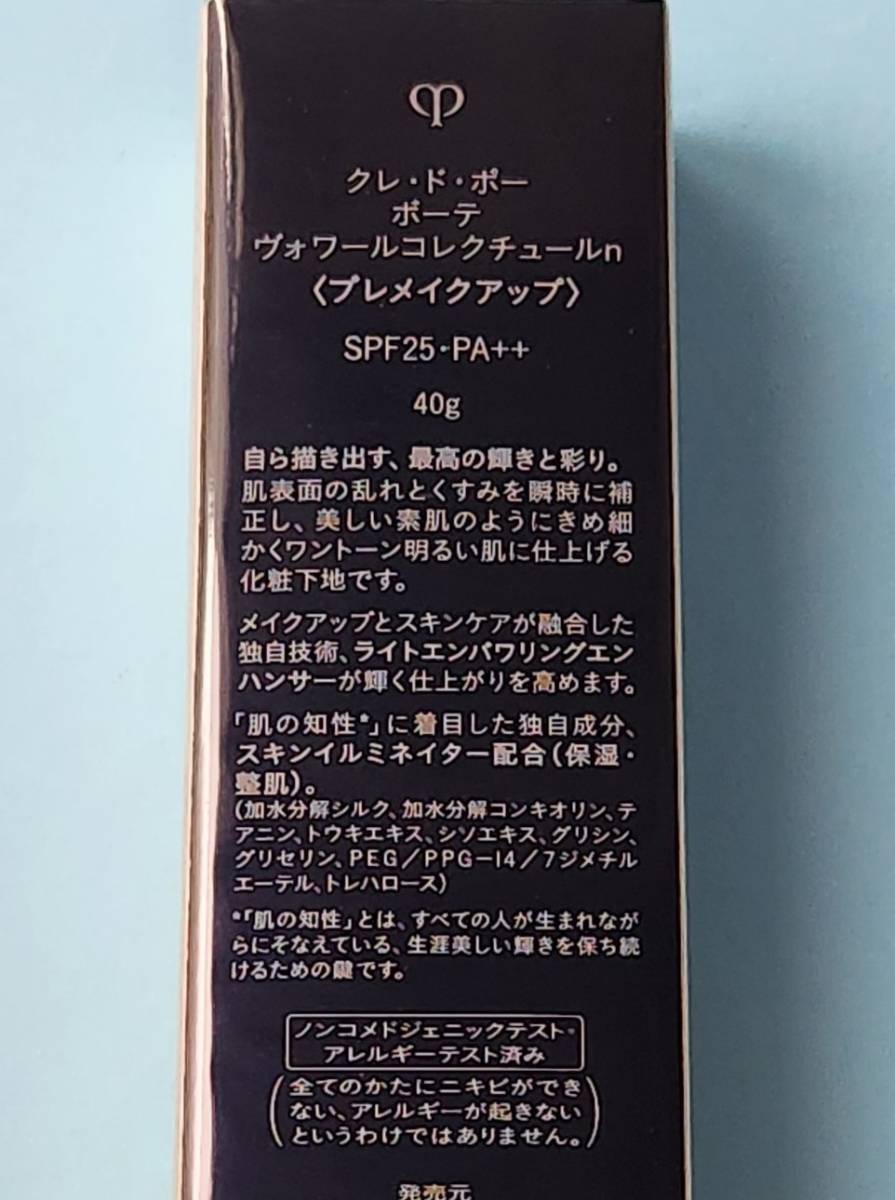 クレ・ド・ポー
ボーテ
ヴォワールコレクチュールn
〈プレメイクアップ〉
SPF25・PA++
40g
自ら描き出す、最高の輝きと彩り。
肌表面の乱れとくすみを瞬時に補
正し、美しい素肌のようにきめ細
かくワントーン明るい肌に仕上げる
化粧下地です。
メイクアップとスキンケアが融合した
独自技術、ライトエンパワリングエン
ハンサーが輝く仕上がりを高めます。
「肌の知性*」に着目した独自成分、
スキンイルミネイター配合(保湿・
整肌)。
(加水分解シルク、加水分解コンキオリン、テ
アニン、トウキエキス、シソエキス、グリシン、
グリセリン、PEG/PPG-14/7ジメチル
エーテル、トレハロース)
*「肌の知性」とは、すべての人が生まれなが
らにそなえている、生涯美しい輝きを保ち続
けるための鍵です。
ノンコメドジェニックテスト・
アレルギーテスト済み
(全てのかたにニキビができ
ない、アレルギーが起きない
というわけではありません。)
発売元